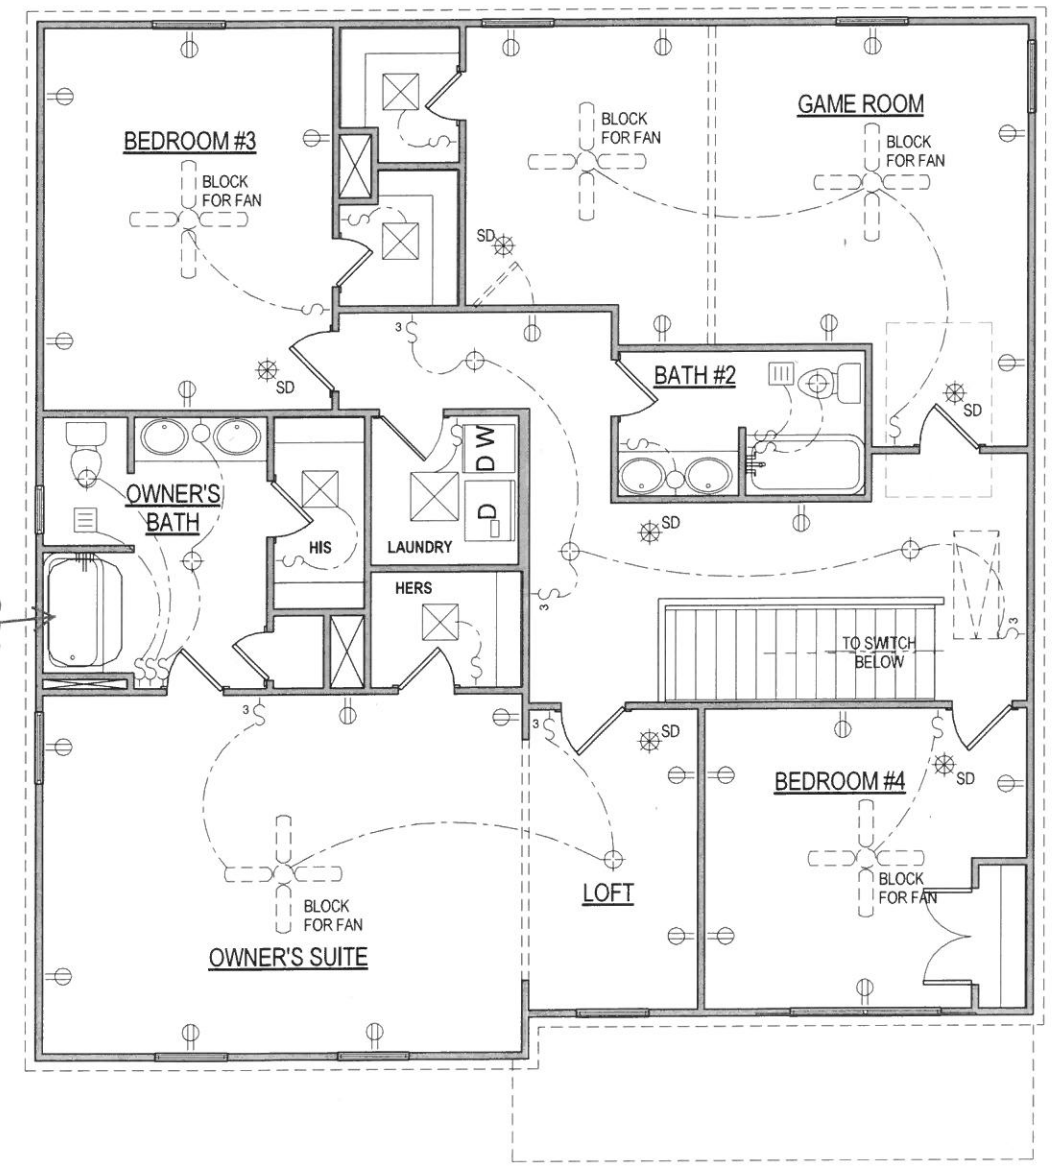 GAME ROOM
BLOCK
FOR FAN
BLOCK
FOR FAN
BEDROOM #3
BLOCK
FOR FAN
SD
3
SD
BATH #2
SD
D W
D
OWNER'S
BATH
SD
HIS
LAUNDRY
HERS
3
3
TO SWITCH
BELOW
3
3
SD
SD
BEDROOM #4
BLOCK
FOR FAN
LOFT
BLOCK
FOR FAN
OWNER'S SUITE